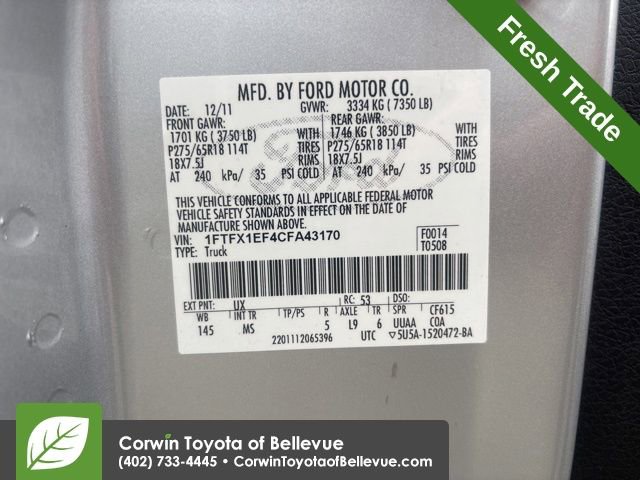 Fresh Trade
MFD. BY FORD MOTOR CO.
DATE: 12/11 GVWR: 3334 KG ( 7350 LB)
FRONT GAWR: REAR GAWR:
1701 KG ( 3750 LB) WITH 1746 KG ( 3850 LB) WITH
P275/65R18 114T TIRES P275/65R18 114T TIRES
18X7.5J RIMS 18X7.5J RIMS
AT 240 kPa/ 35 PSI COLD AT 240 kPa/ 35 PSI COLD
Ford
THIS VEHICLE CONFORMS TO ALL APPLICABLE FEDERAL MOTOR
VEHICLE SAFETY STANDARDS IN EFFECT ON THE DATE OF
MANUFACTURE SHOWN ABOVE.
VIN: 1FTFX1EF4CFA43170 F0014
TYPE: Truck T0508
EXT PNT: UX RC: 53 DSO:
WB INT TR TP/PS R AXLE TR CF615
145 MS 5 L9 6 UUAA COA
2201112065396 UTC ▽5U5A-1520472-BA
Corwin Toyota of Bellevue
(402) 733-4445 • CorwinToyotaofBellevue.com